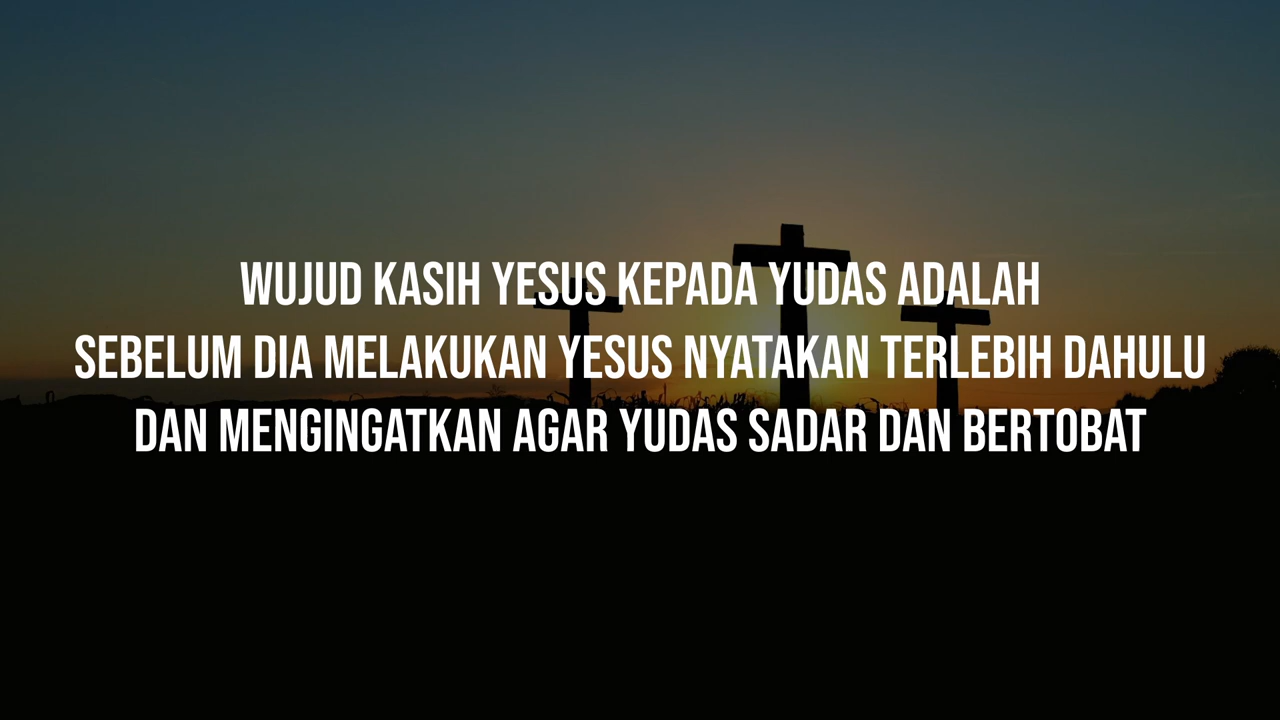 WUJUD KASIH YESUS KEPADA YUDAS ADALAH
SEBELUM DIA MELAKUKAN YESUS NYATAKAN TERLEBIH DAHULU
DAN MENGINGATKAN AGAR YUDAS SADAR DAN BERTOBAT